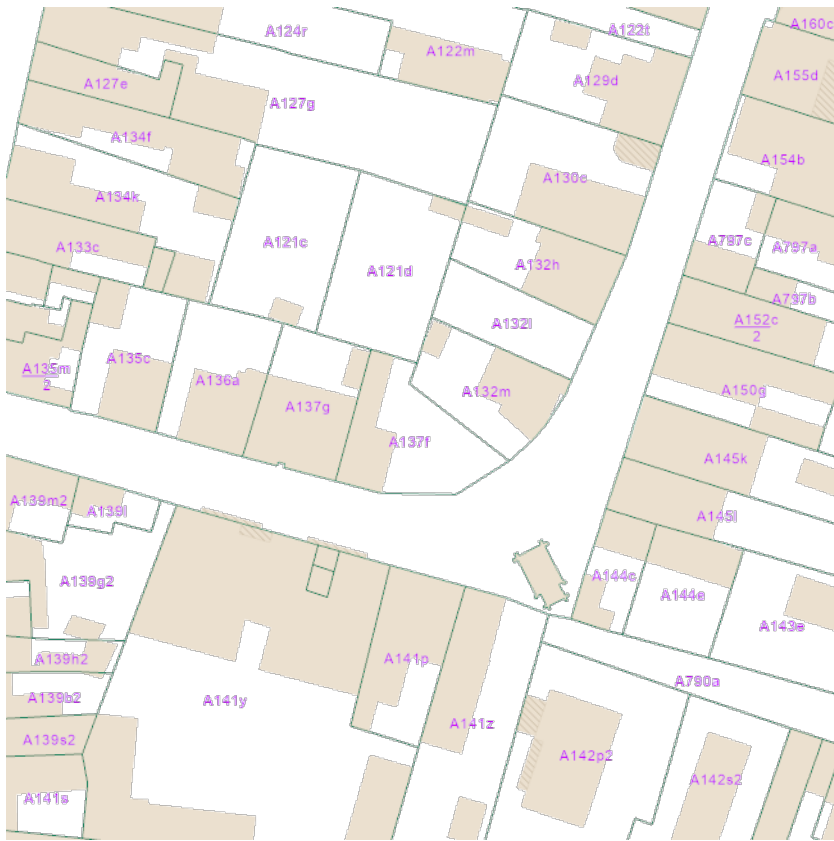 A124r
A122t
A160c
A122m
A155d
A129d
A127e
A127g
A134f
A154b
A130e
A134k
A133c
A121c
A797c
A797a
A121d
A132h
A797b
A132l
A152c
2
A135m
2
A135c
A136a
A132m
A150g
A137g
A137f
A145k
A139m2
A139l
A145l
A139g2
A144c
A144e
A143e
A139h2
A141p
A790a
A139b2
A141y
A141z
A139s2
A142p2
A142s2
A141s